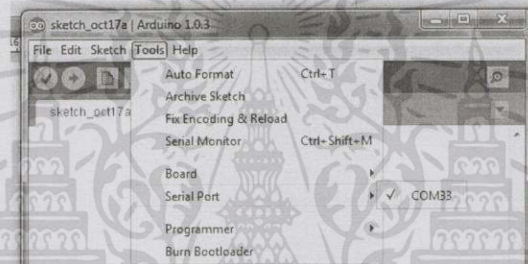 sketch_oct17a | Arduino 1.0.3
File Edit Sketch Tools Help
Auto Format Ctrl+T
Archive Sketch
sketch_oct17a
Fix Encoding & Reload
Serial Monitor Ctrl+Shift+M
Board
Serial Port ✓ COM33
Programmer
Burn Bootloader